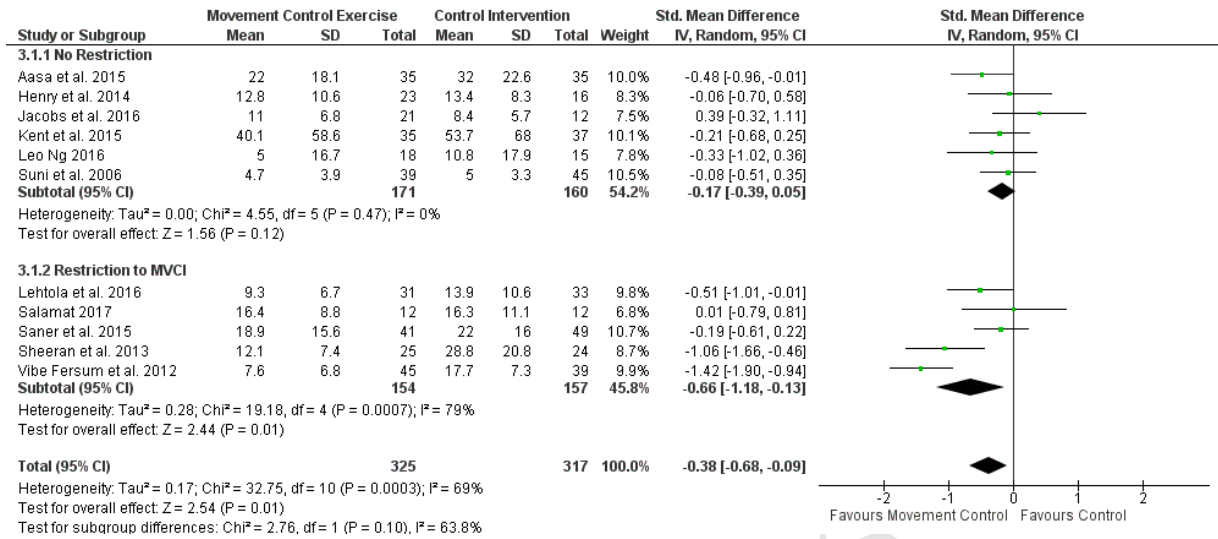 Movement Control Exercise Control Intervention Std. Mean Difference Std. Mean Difference
Study or Subgroup Mean SD Total Mean SD Total Weight IV, Random, 95% CI IV, Random, 95% CI
3.1.1 No Restriction
Aasa et al. 2015 22 18.1 35 32 22.6 35 10.0% -0.48 [-0.96, -0.01]
Henry et al. 2014 12.8 10.6 23 13.4 8.3 16 8.3% -0.06 [-0.70, 0.58]
Jacobs et al. 2016 11 6.8 21 8.4 5.7 12 7.5% 0.39 [-0.32, 1.11]
Kent et al. 2015 40.1 58.6 35 53.7 68 37 10.1% -0.21 [-0.68, 0.25]
Leo Ng 2016 5 16.7 18 10.8 17.9 15 7.8% -0.33 [-1.02, 0.36]
Suni et al. 2006 4.7 3.9 39 5 3.3 45 10.5% -0.08 [-0.51, 0.35]
Subtotal (95% CI) 171 160 54.2% -0.17 [-0.39, 0.05]
Heterogeneity: Tau² = 0.00; Chi² = 4.55, df = 5 (P = 0.47); I² = 0%
Test for overall effect: Z = 1.56 (P = 0.12)
3.1.2 Restriction to MVCI
Lehtola et al. 2016 9.3 6.7 31 13.9 10.6 33 9.8% -0.51 [-1.01, -0.01]
Salamat 2017 16.4 8.8 12 16.3 11.1 12 6.8% 0.01 [-0.79, 0.81]
Saner et al. 2015 18.9 15.6 41 22 16 49 10.7% -0.19 [-0.61, 0.22]
Sheeran et al. 2013 12.1 7.4 25 28.8 20.8 24 8.7% -1.06 [-1.66, -0.46]
Vibe Fersum et al. 2012 7.6 6.8 45 17.7 7.3 39 9.9% -1.42 [-1.90, -0.94]
Subtotal (95% CI) 154 157 45.8% -0.66 [-1.18, -0.13]
Heterogeneity: Tau² = 0.28; Chi² = 19.18, df = 4 (P = 0.0007); I² = 79%
Test for overall effect: Z = 2.44 (P = 0.01)
Total (95% CI) 325 317 100.0% -0.38 [-0.68, -0.09]
Heterogeneity: Tau² = 0.17; Chi² = 32.75, df = 10 (P = 0.0003); I² = 69%
Test for overall effect: Z = 2.54 (P = 0.01)
Test for subgroup differences: Chi² = 2.76, df = 1 (P = 0.10), I² = 63.8%
-2 -1 0 1 2
Favours Movement Control Favours Control